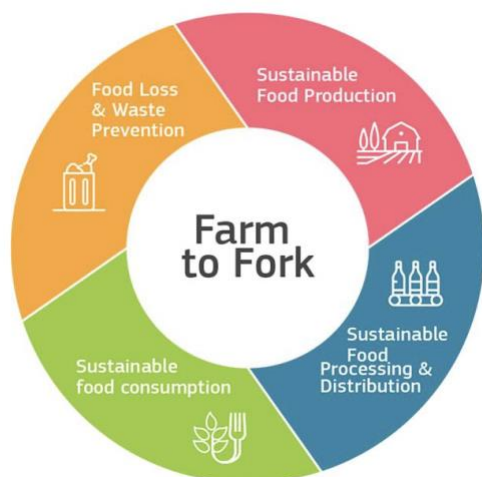 Food Loss
& Waste
Prevention
Sustainable
Food Production
Farm
to Fork
Sustainable
Food
Processing &
Distribution
Sustainable
food consumption